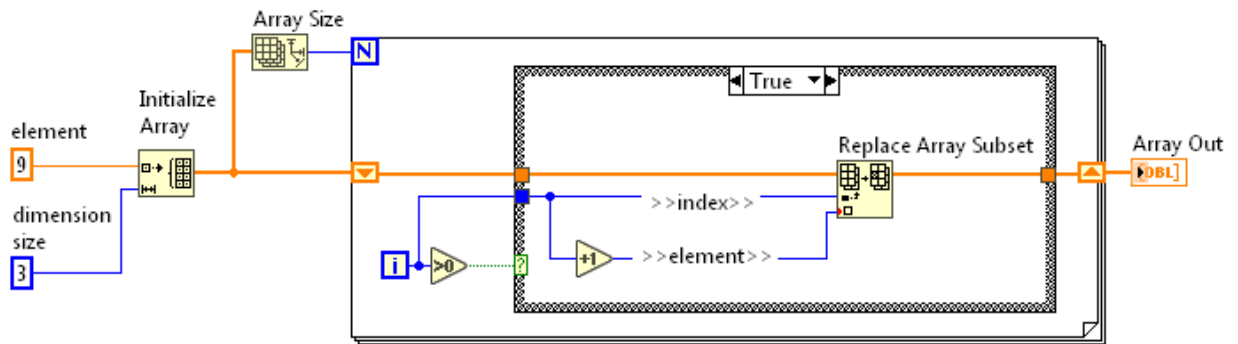 Array Size
N
True
Initialize
Array
element
9
Replace Array Subset
Array Out
DBL]
dimension
size
3
>>index>>
i
>0
?
+1
>>element>>